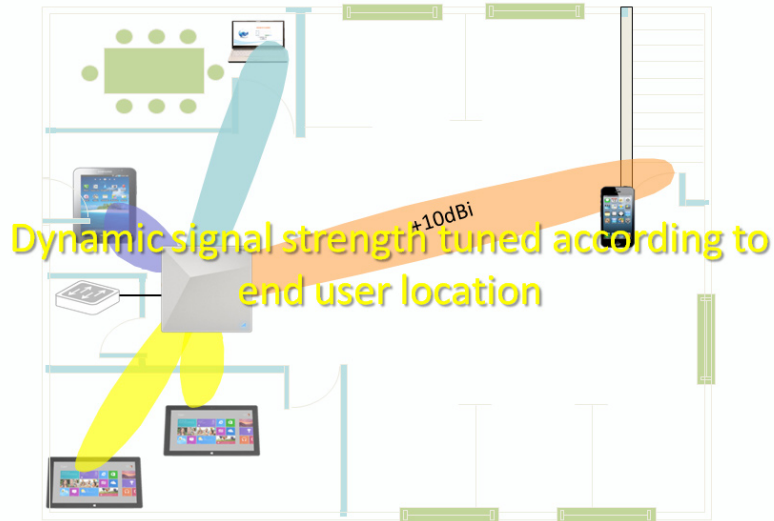 +10dBi
Dynamic signal strength tuned according to
end user location